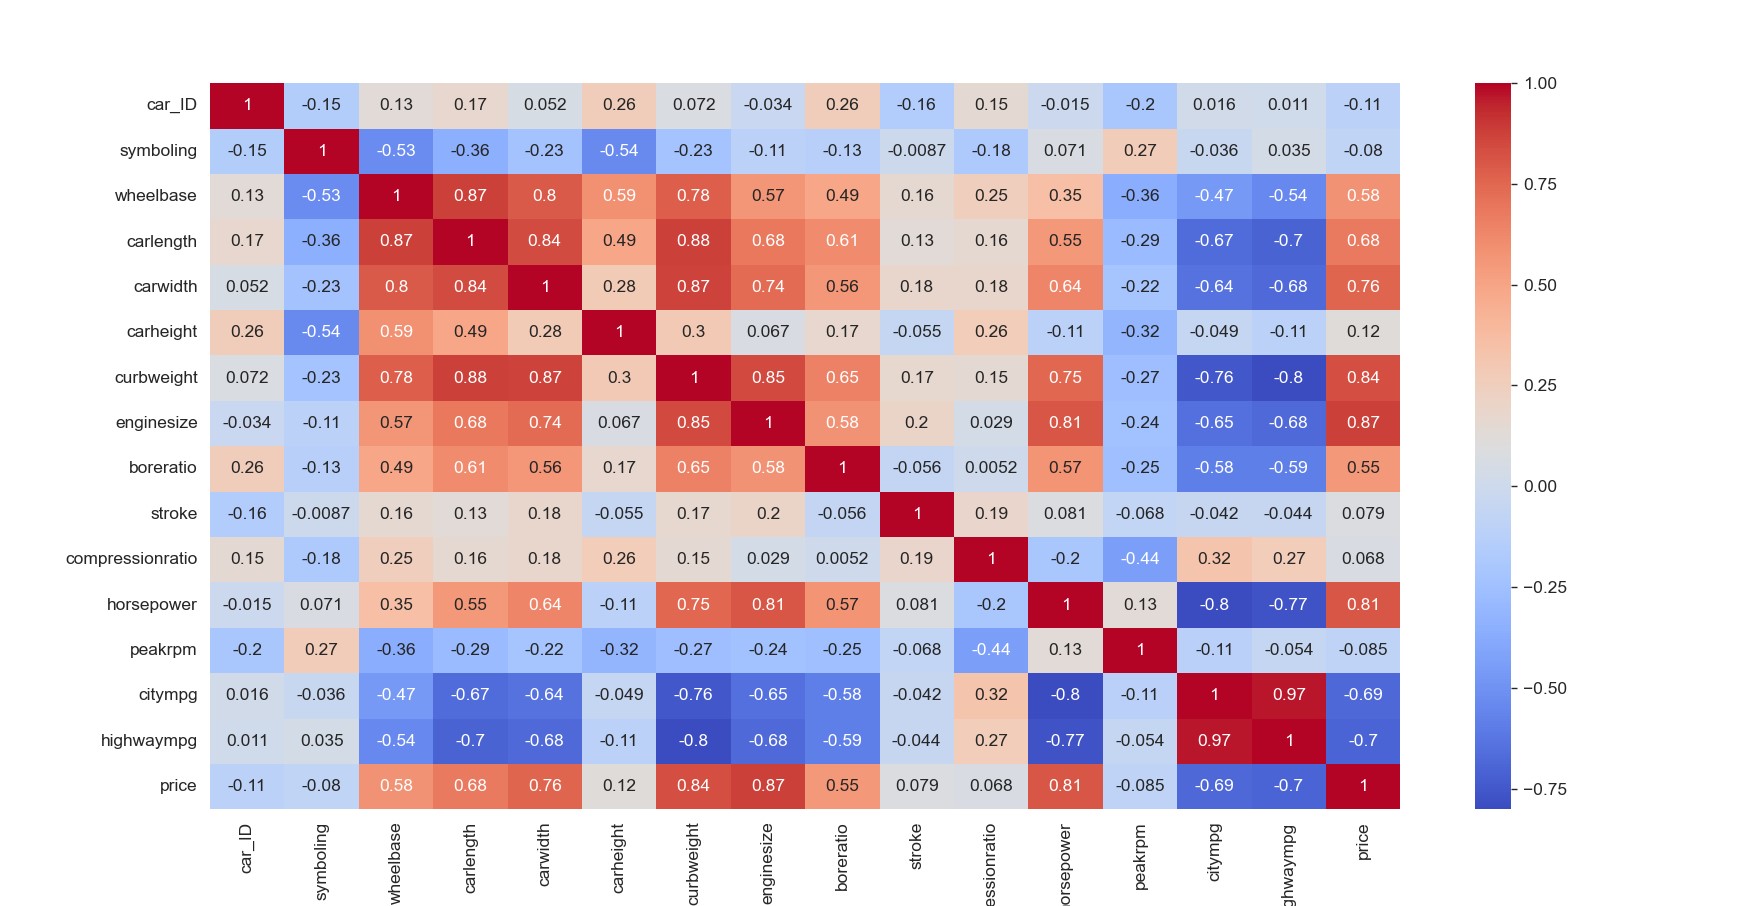 1.00
car_ID 1 -0.15 0.13 0.17 0.052 0.26 0.072 -0.034 0.26 -0.16 0.15 -0.015 -0.2 0.016 0.011 -0.11
symboling -0.15 1 -0.53 -0.36 -0.23 -0.54 -0.23 -0.11 -0.13 -0.0087 -0.18 0.071 0.27 -0.036 0.035 -0.08
0.75
wheelbase 0.13 -0.53 1 0.87 0.8 0.59 0.78 0.57 0.49 0.16 0.25 0.35 -0.36 -0.47 -0.54 0.58
carlength 0.17 -0.36 0.87 1 0.84 0.49 0.88 0.68 0.61 0.13 0.16 0.55 -0.29 -0.67 -0.7 0.68
carwidth 0.052 -0.23 0.8 0.84 1 0.28 0.87 0.74 0.56 0.18 0.18 0.64 -0.22 -0.64 -0.68 0.76
0.50
carheight 0.26 -0.54 0.59 0.49 0.28 1 0.3 0.067 0.17 -0.055 0.26 -0.11 -0.32 -0.049 -0.11 0.12
curbweight 0.072 -0.23 0.78 0.88 0.87 0.3 1 0.85 0.65 0.17 0.15 0.75 -0.27 -0.76 -0.8 0.84
0.25
enginesize -0.034 -0.11 0.57 0.68 0.74 0.067 0.85 1 0.58 0.2 0.029 0.81 -0.24 -0.65 -0.68 0.87
boreratio 0.26 -0.13 0.49 0.61 0.56 0.17 0.65 0.58 1 -0.056 0.0052 0.57 -0.25 -0.58 -0.59 0.55
0.00
stroke -0.16 -0.0087 0.16 0.13 0.18 -0.055 0.17 0.2 -0.056 1 0.19 0.081 -0.068 -0.042 -0.044 0.079
compressionratio 0.15 -0.18 0.25 0.16 0.18 0.26 0.15 0.029 0.0052 0.19 1 -0.2 -0.44 0.32 0.27 0.068
−0.25
horsepower -0.015 0.071 0.35 0.55 0.64 -0.11 0.75 0.81 0.57 0.081 -0.2 1 0.13 -0.8 -0.77 0.81
peakrpm -0.2 0.27 -0.36 -0.29 -0.22 -0.32 -0.27 -0.24 -0.25 -0.068 -0.44 0.13 1 -0.11 -0.054 -0.085
−0.50
citympg 0.016 -0.036 -0.47 -0.67 -0.64 -0.049 -0.76 -0.65 -0.58 -0.042 0.32 -0.8 -0.11 1 0.97 -0.69
highwaympg 0.011 0.035 -0.54 -0.7 -0.68 -0.11 -0.8 -0.68 -0.59 -0.044 0.27 -0.77 -0.054 0.97 1 -0.7
price -0.11 -0.08 0.58 0.68 0.76 0.12 0.84 0.87 0.55 0.079 0.068 0.81 -0.085 -0.69 -0.7 1
−0.75
car_ID
symboling
wheelbase
carlength
carwidth
carheight
curbweight
enginesize
boreratio
stroke
essionratio
orsepower
peakrpm
citympg
ghwaympg
price